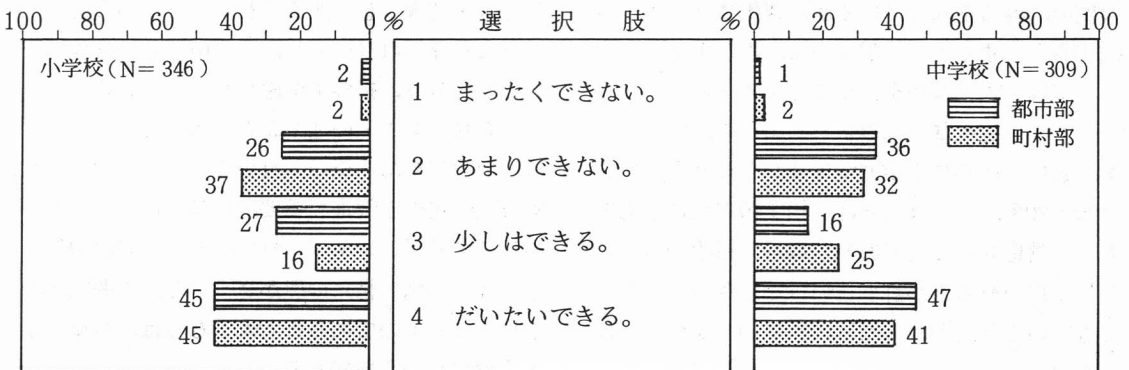 100 80 60 40 20 0 % 選択肢 % 0 20 40 60 80 100
小学校(N=346) 中学校(N=309)
都市部
町村部
2 1 まったくできない。 1
2 2
26 2 あまりできない。 36
37 32
27 3 少しはできる。 16
16 25
45 4 だいたいできる。 47
45 41